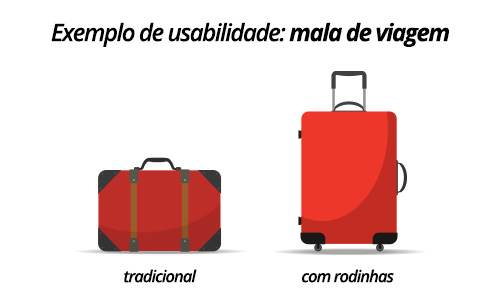 Exemplo de usabilidade: mala de viagem
tradicional
com rodinhas